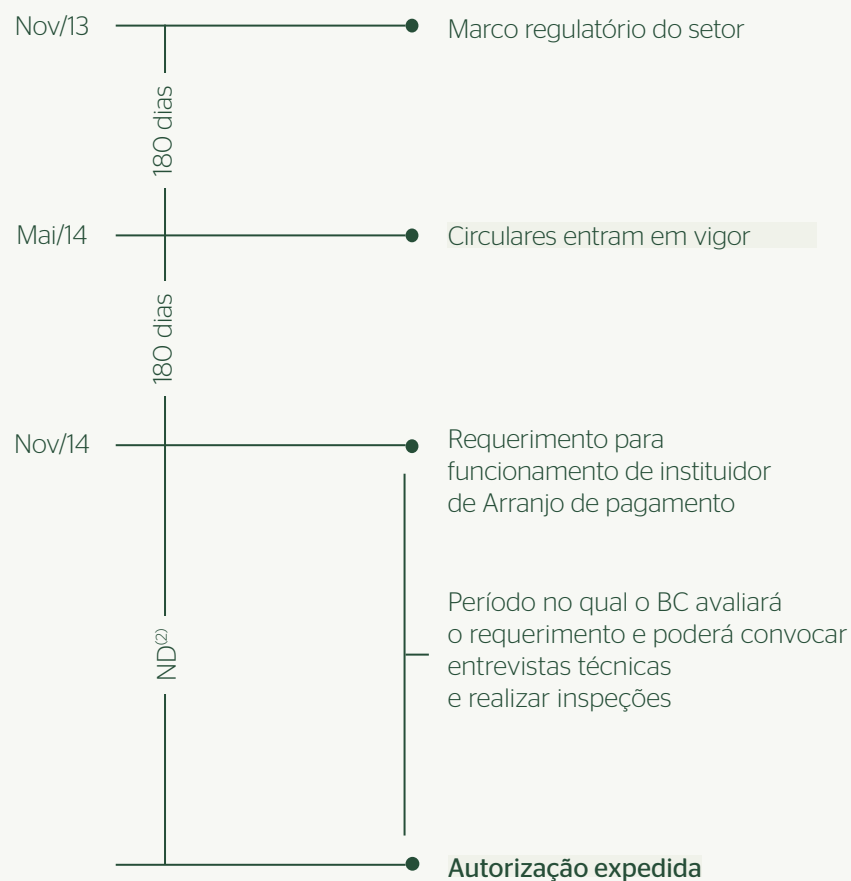 Nov/13
Marco regulatório do setor
180 dias
Mai/14
Circulares entram em vigor
180 dias
Nov/14
Requerimento para
funcionamento de instituidor
de Arranjo de pagamento
Período no qual o BC avaliará
o requerimento e poderá convocar
entrevistas técnicas
e realizar inspeções
ND(2)
Autorização expedida